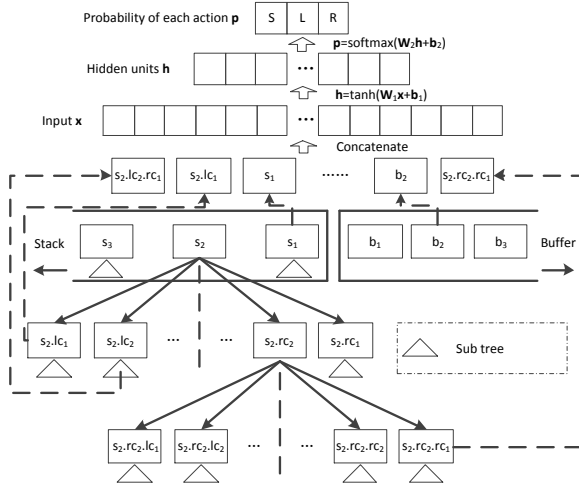 Probability of each action p S L R
p=softmax(W₂h+b₂)
Hidden units h ...
h=tanh(W₁x+b₁)
Input x ...
Concatenate
s₂.lc₂.rc₁ s₂.lc₁ s₁ ...... b₂ s₂.rc₂.rc₁
Stack s₃ s₂ s₁ b₁ b₂ b₃ Buffer
s₂.lc₁ s₂.lc₂ ... ... s₂.rc₂ s₂.rc₁
Sub tree
s₂.rc₂.lc₁ s₂.rc₂.lc₂ ... ... s₂.rc₂.rc₂ s₂.rc₂.rc₁